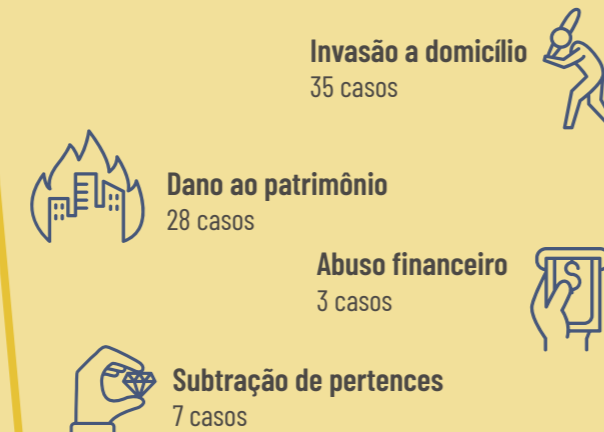 Invasão a domicílio
35 casos
Dano ao patrimônio
28 casos
Abuso financeiro
3 casos
Subtração de pertences
7 casos